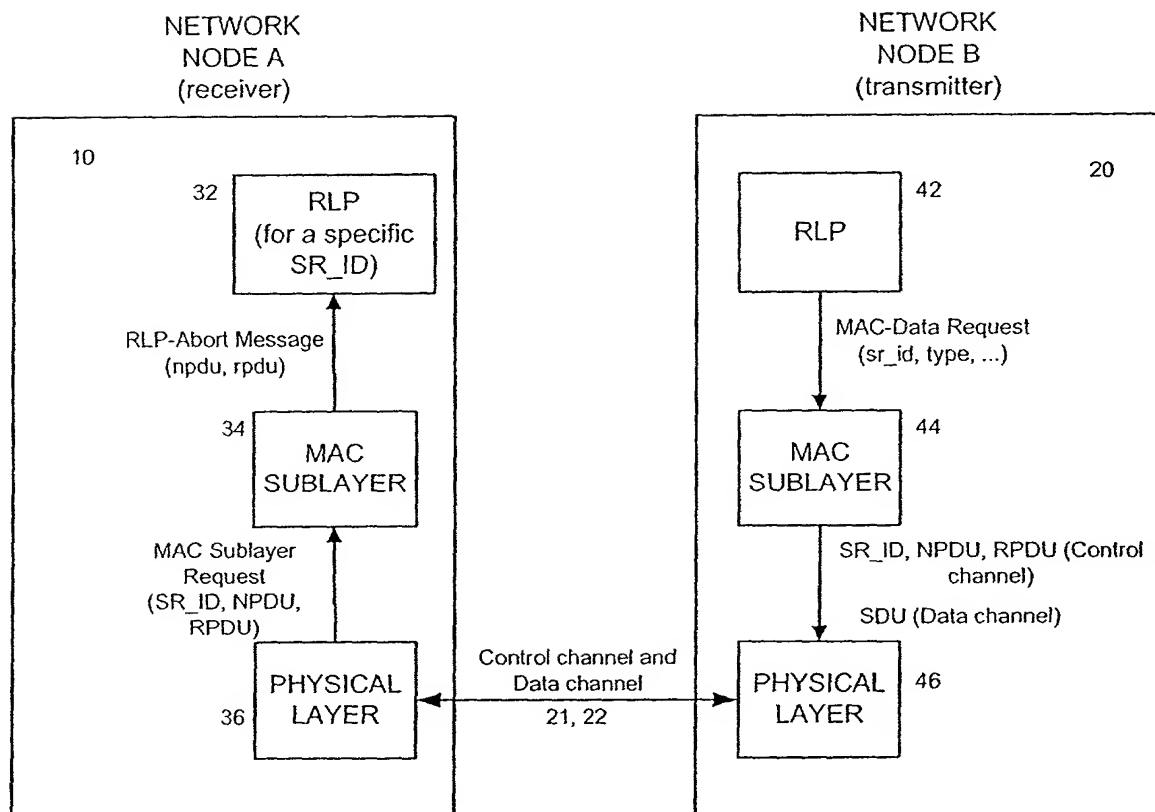 NETWORK
NODE A
(receiver)
NETWORK
NODE B
(transmitter)
10
20
32
RLP
(for a specific
SR_ID)
42
RLP
RLP-Abort Message
(npdu, rpdu)
MAC-Data Request
(sr_id, type, ...)
34
MAC
SUBLAYER
44
MAC
SUBLAYER
MAC Sublayer
Request
(SR_ID, NPDU,
RPDU)
SR_ID, NPDU, RPDU (Control
channel)
SDU (Data channel)
36
PHYSICAL
LAYER
Control channel and
Data channel
21, 22
PHYSICAL
LAYER
46